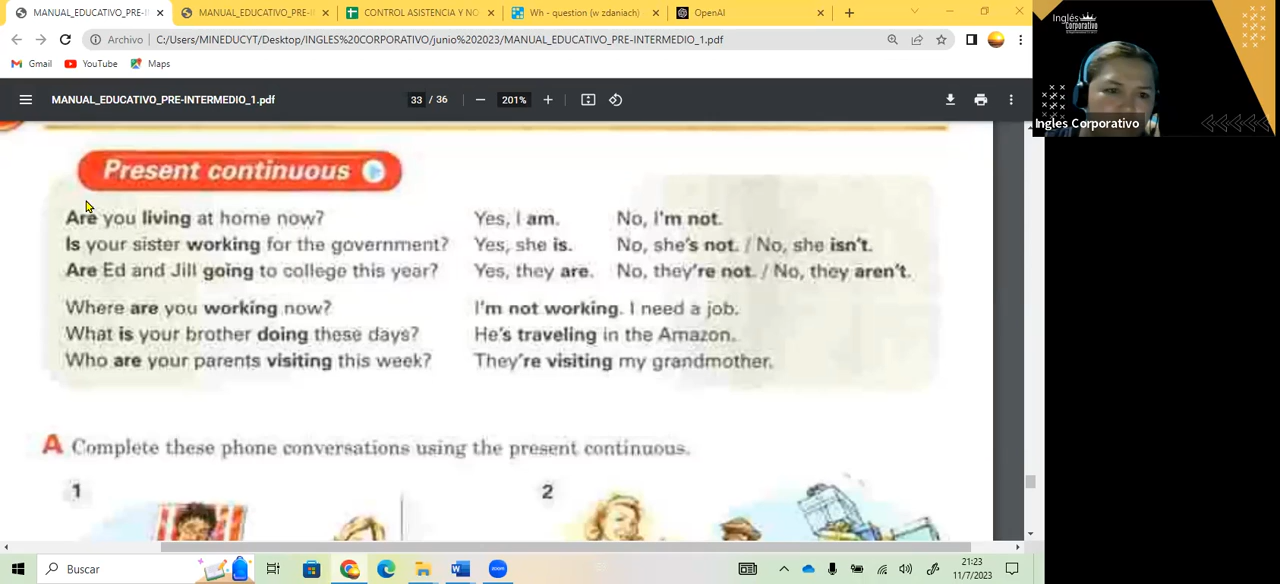 MANUAL_EDUCATIVO_PRE-I
MANUAL_EDUCATIVO_PRE-I
CONTROL ASISTENCIA Y NO
Wh - question (w zdaniach)
OpenAI
Archivo
C:/Users/MINEDUCYT/Desktop/INGLES%20CORPORATIVO/junio%202023/MANUAL_EDUCATIVO_PRE-INTERMEDIO_1.pdf
Gmail
YouTube
Maps
MANUAL_EDUCATIVO_PRE-INTERMEDIO_1.pdf
33 / 36
201%
Inglés
Corporativo
Ingles Corporativo
Present continuous
Are you living at home now? Yes, I am. No, I'm not.
Is your sister working for the government? Yes, she is. No, she's not. / No, she isn't.
Are Ed and Jill going to college this year? Yes, they are. No, they're not. / No, they aren't.
Where are you working now? I'm not working. I need a job.
What is your brother doing these days? He's traveling in the Amazon.
Who are your parents visiting this week? They're visiting my grandmother.
A Complete these phone conversations using the present continuous.
1
2
Buscar
21:23
11/7/2023